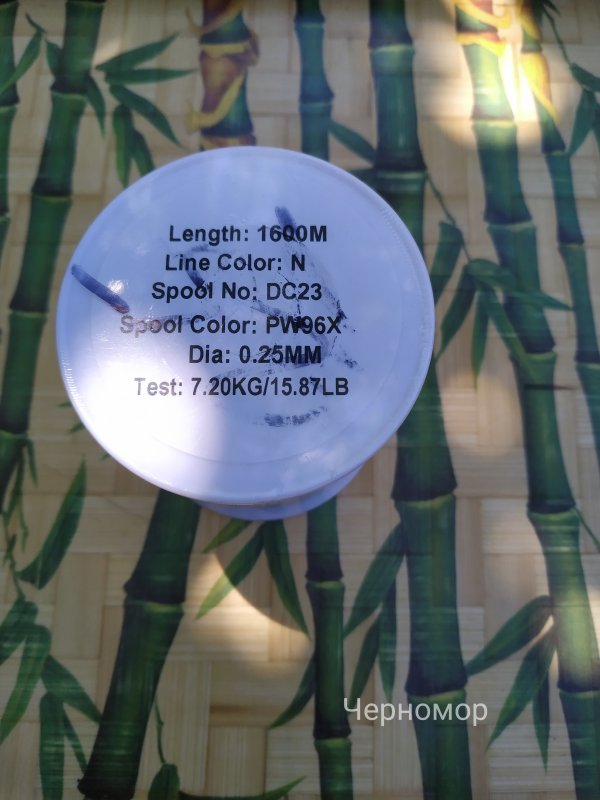 Length: 1600M
Line Color: N
Spool No: DC23
Spool Color: PW96X
Dia: 0.25MM
Test: 7.20KG/15.87LB
Черномор